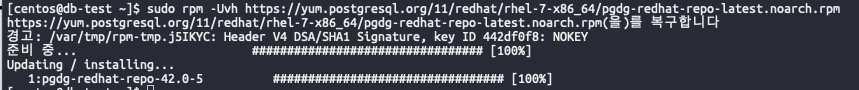 [centos@db-test ~]$ sudo rpm -Uvh https://yum.postgresql.org/11/redhat/rhel-7-x86_64/pgdg-redhat-repo-latest.noarch.rpm
https://yum.postgresql.org/11/redhat/rhel-7-x86_64/pgdg-redhat-repo-latest.noarch.rpm(을)를 복구합니다
경고: /var/tmp/rpm-tmp.j5IKYC: Header V4 DSA/SHA1 Signature, key ID 442df0f8: NOKEY
준비 중... ################################# [100%]
Updating / installing...
1:pgdg-redhat-repo-42.0-5 ################################# [100%]